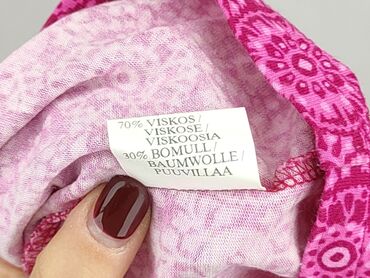 70% VISKOS/
VISKOSE/
VISKOOSIA
30% BOMULL/
BAUMWOLLE/
PUUVILLAA